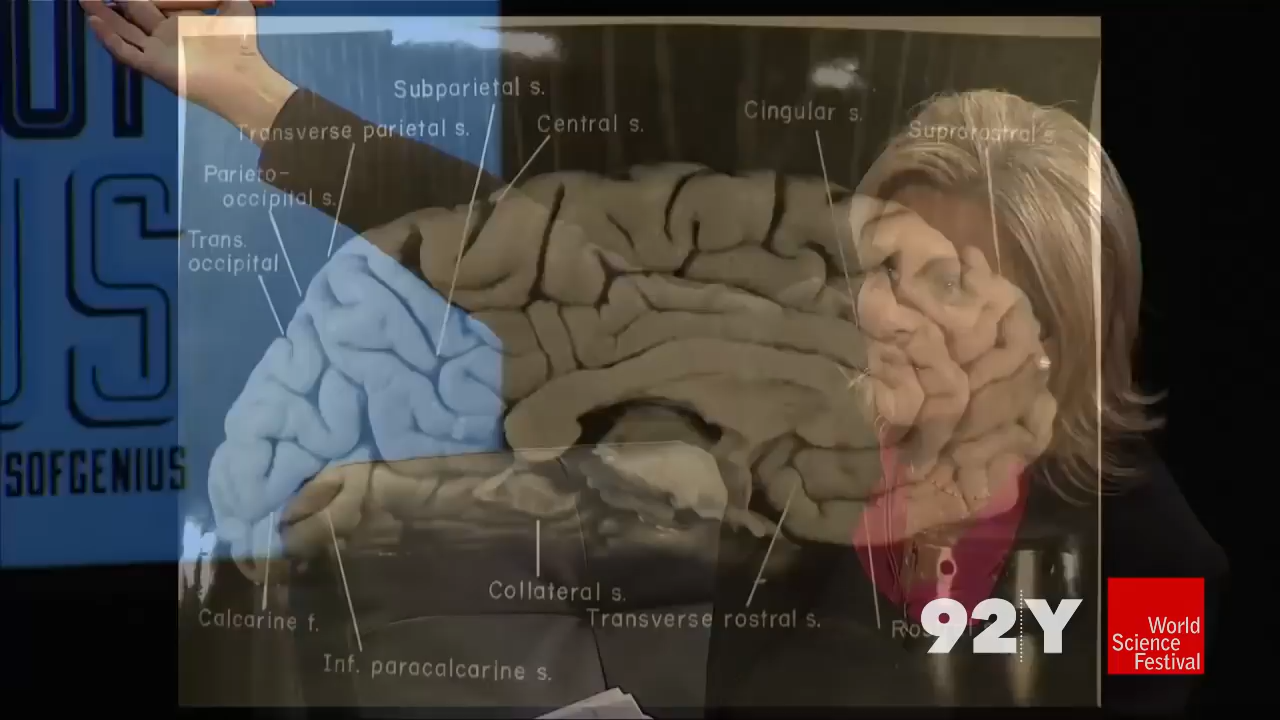 US
SOFGENIUS
Subparietal s.
Transverse parietal s.
Central s.
Cingular s.
Suprarostral s.
Parieto-
occipital s.
Trans.
occipital
Calcarine f.
Inf. paracalcarine s.
Collateral s.
Transverse rostral s.
92Y
World
Science
Festival